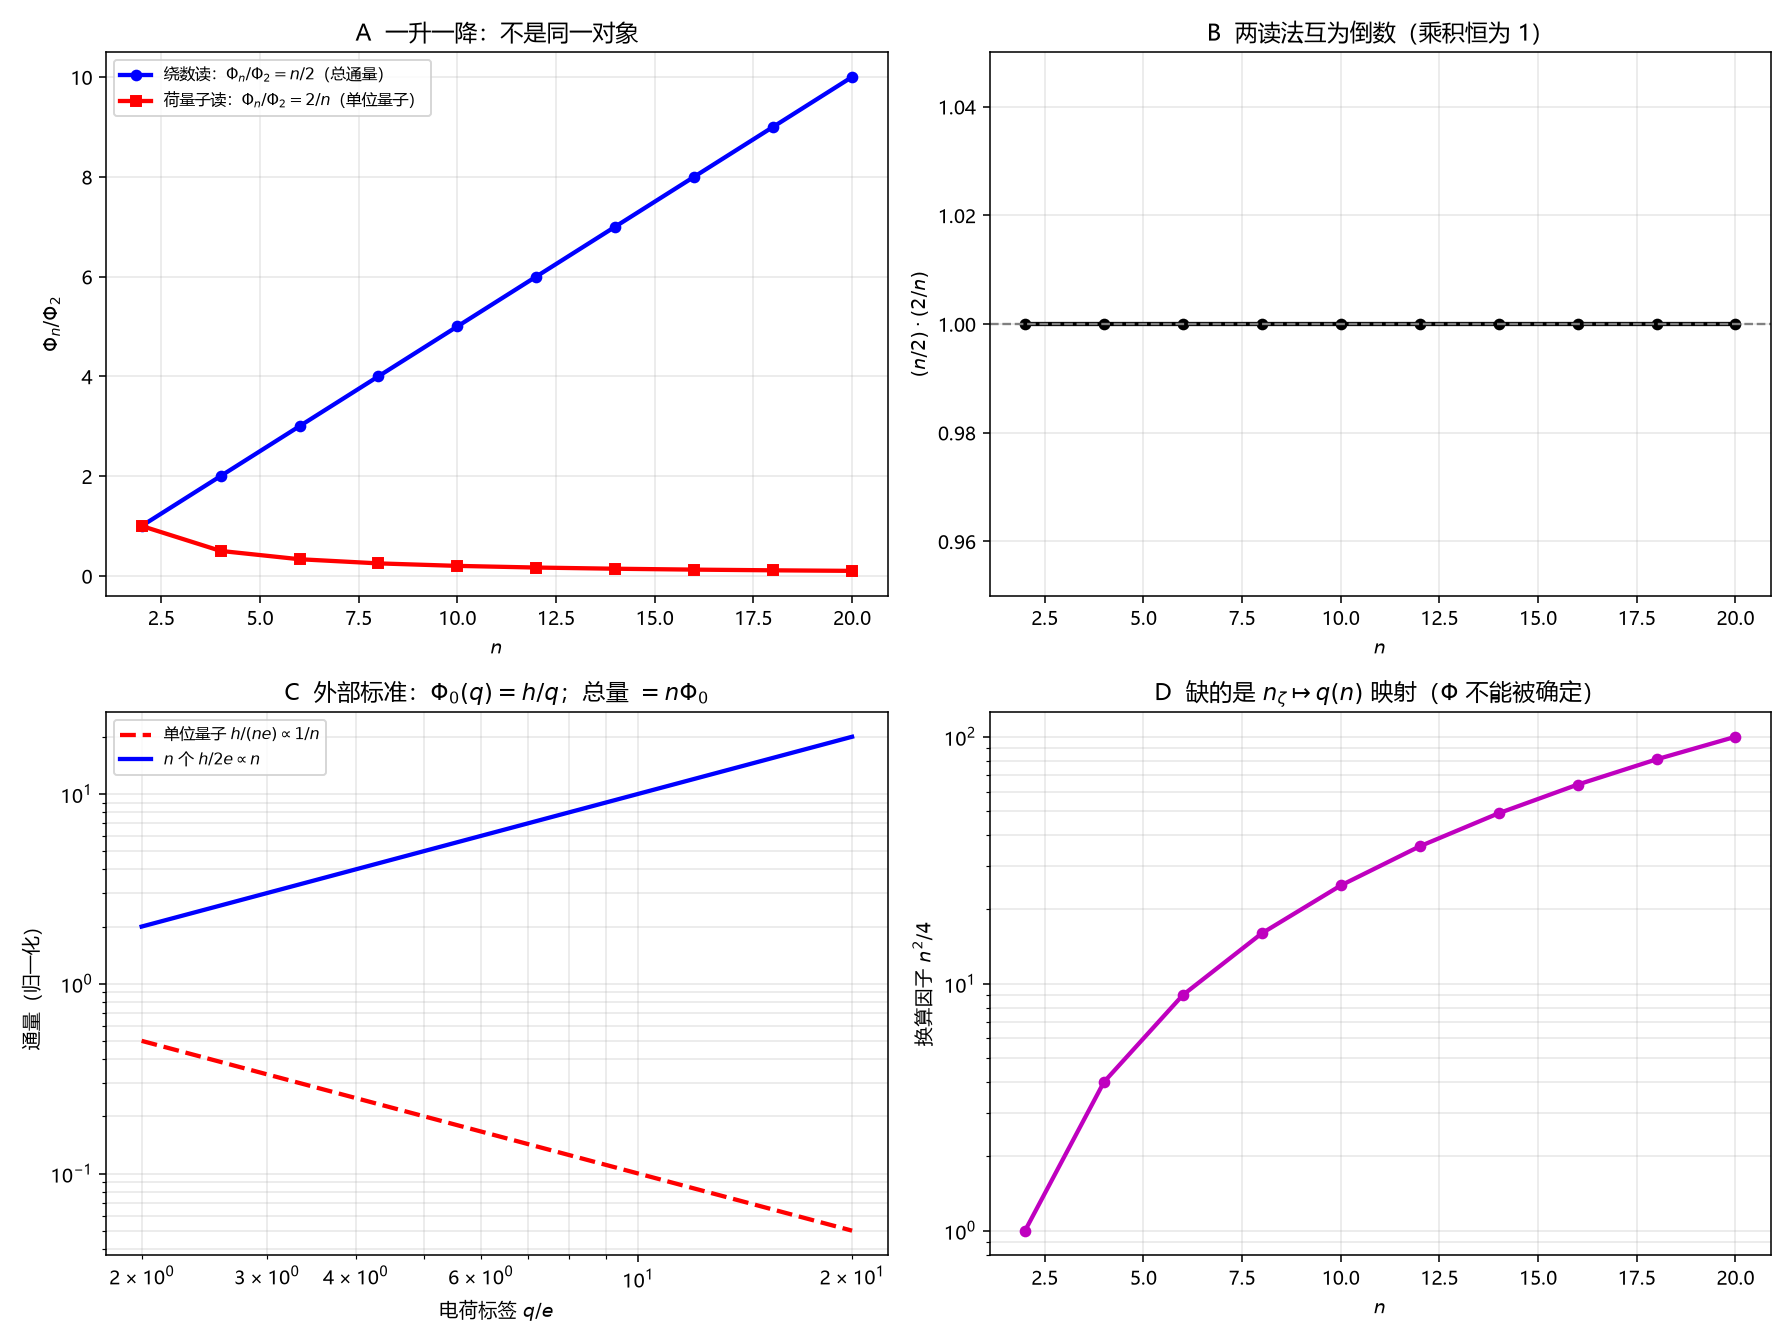 A 一升一降：不是同一对象
绕数读：Φₙ/Φ₂ = n/2（总通量）
荷量子读：Φₙ/Φ₂ = 2/n（单位量子）
Φₙ/Φ₂
10
8
6
4
2
0
2.5 5.0 7.5 10.0 12.5 15.0 17.5 20.0
n
B 两读法互为倒数（乘积恒为 1）
(n/2)·(2/n)
1.04
1.02
1.00
0.98
0.96
2.5 5.0 7.5 10.0 12.5 15.0 17.5 20.0
n
C 外部标准：Φ₀(q) = h/q；总量 = nΦ₀
单位量子 h/(ne) ∝ 1/n
n 个 h/2e ∝ n
通量（归一化）
10¹
10⁰
10⁻¹
2 × 10⁰ 3 × 10⁰ 4 × 10⁰ 6 × 10⁰ 10¹ 2 × 10¹
电荷标签 q/e
D 缺的是 n_ζ ↦ q(n) 映射（Φ 不能被确定）
换算因子 n²/4
10²
10¹
10⁰
2.5 5.0 7.5 10.0 12.5 15.0 17.5 20.0
n